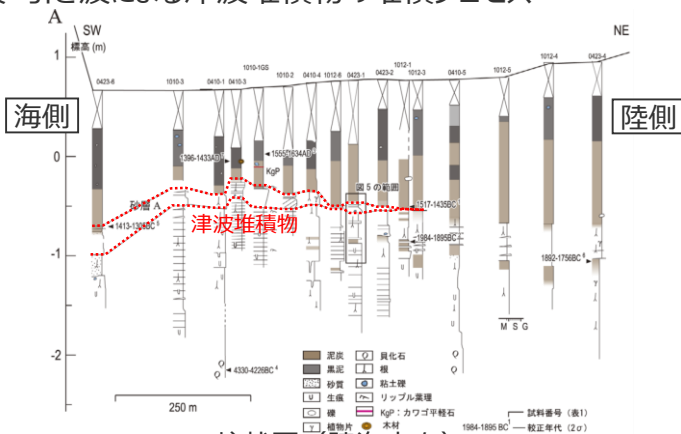 A
SW
NE
標高 (m)
1010-1GS
1012-1
0423-6
1010-3
0410-1
0410-3
1010-2
0410-4
1012-6
0423-1
0423-2
1012-3
0410-5
1012-5
1012-4
0423-4
1
0
-1
-2
海側
陸側
1396-1433AD
KgP
図 5 の範囲
砂層 A
津波堆積物
1517-1435BC
1984-1895BC
1892-1756BC
4330-4226BC
M S G
250 m
泥炭
黒泥
砂質
生痕
礫
植物片
貝化石
根
粘土礫
リップル葉理
KgP：カワゴ平軽石
木材
試料番号（表1）
1984-1895 BC
較正年代（2σ）